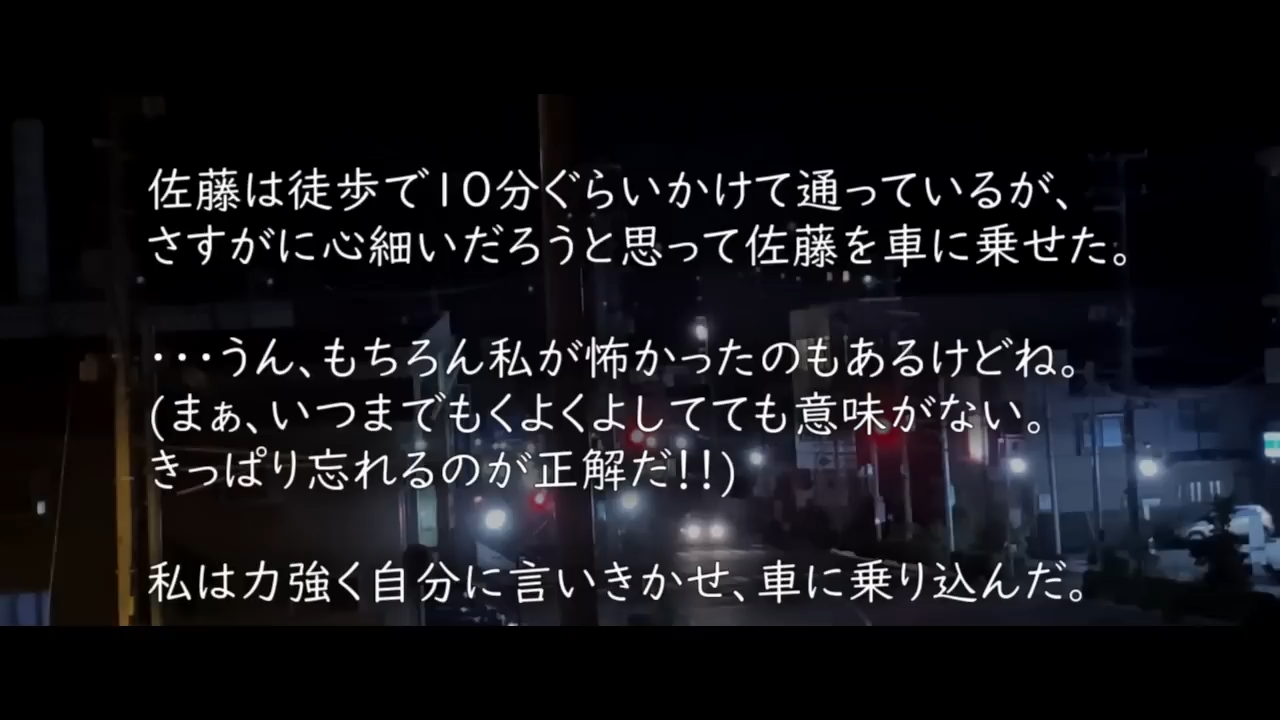 佐藤は徒歩で10分ぐらいかけて通っているが、
さすがに心細いだろうと思って佐藤を車に乗せた。
・・・うん、もちろん私が怖かったのもあるけどね。
(まぁ、いつまでもくよくよしてても意味がない。
きっぱり忘れるのが正解だ!!)
私は力強く自分に言いきかせ、車に乗り込んだ。